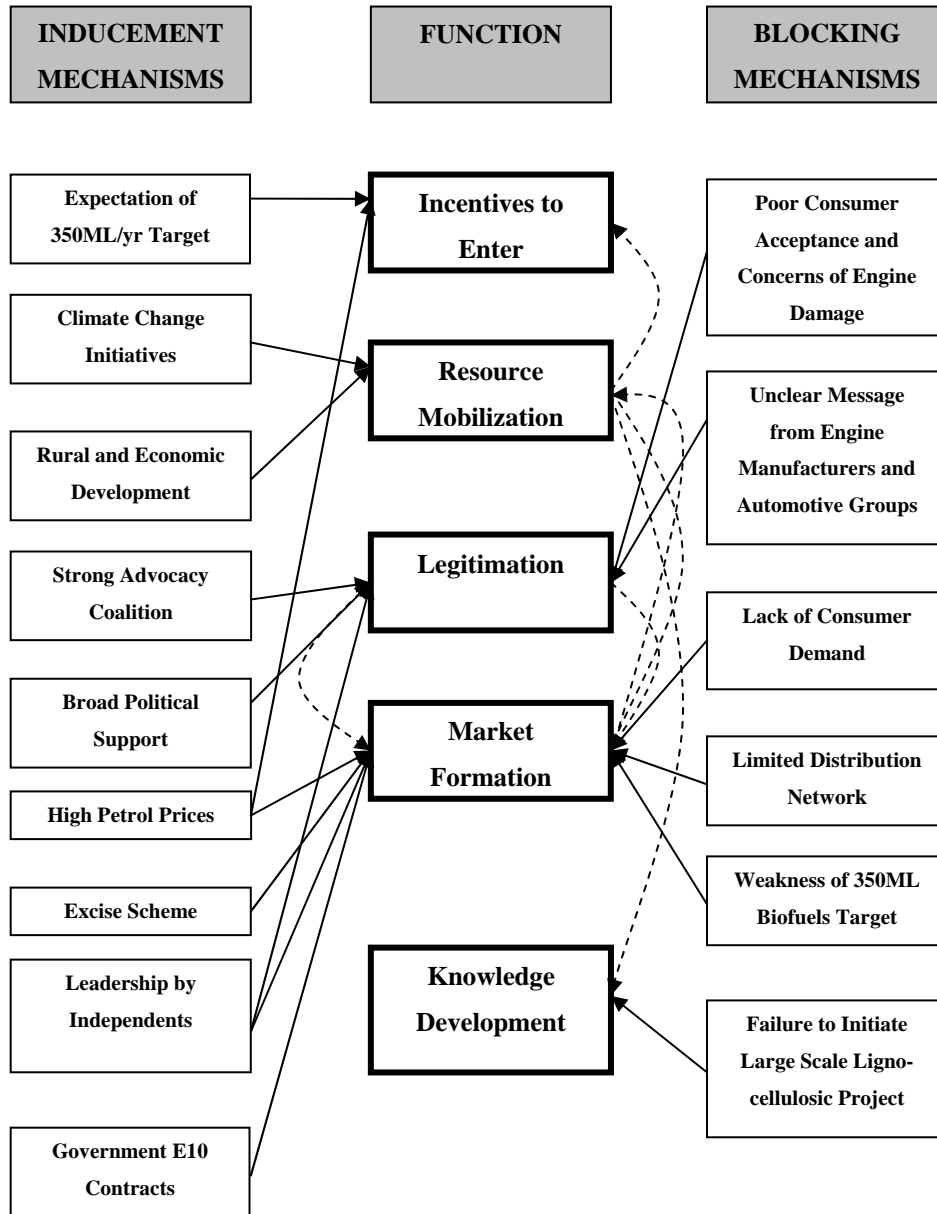 INDUCEMENT
MECHANISMS
FUNCTION
BLOCKING
MECHANISMS
Expectation of
350ML/yr Target
Climate Change
Initiatives
Rural and Economic
Development
Strong Advocacy
Coalition
Broad Political
Support
High Petrol Prices
Excise Scheme
Leadership by
Independents
Government E10
Contracts
Incentives to
Enter
Resource
Mobilization
Legitimation
Market
Formation
Knowledge
Development
Poor Consumer
Acceptance and
Concerns of Engine
Damage
Unclear Message
from Engine
Manufacturers and
Automotive Groups
Lack of Consumer
Demand
Limited Distribution
Network
Weakness of 350ML
Biofuels Target
Failure to Initiate
Large Scale Ligno-
cellulosic Project